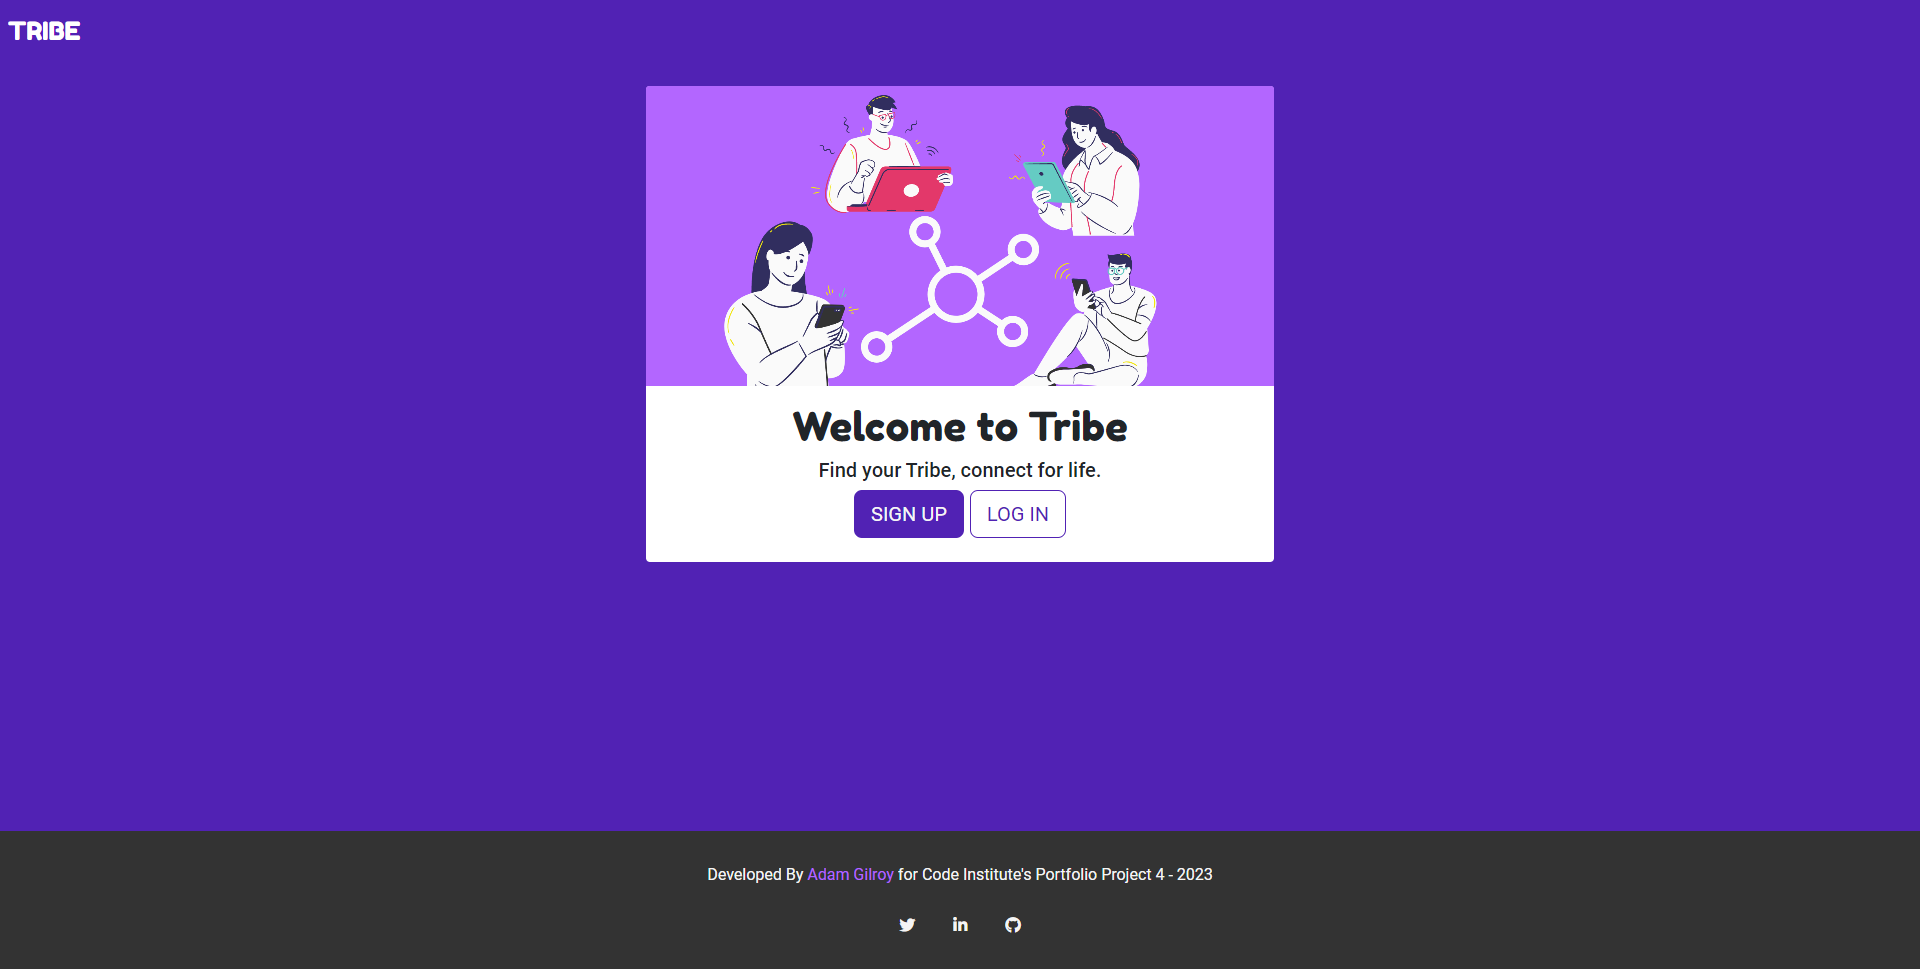 TRIBE
Welcome to Tribe
Find your Tribe, connect for life.
SIGN UP LOG IN
Developed By Adam Gilroy for Code Institute's Portfolio Project 4 - 2023